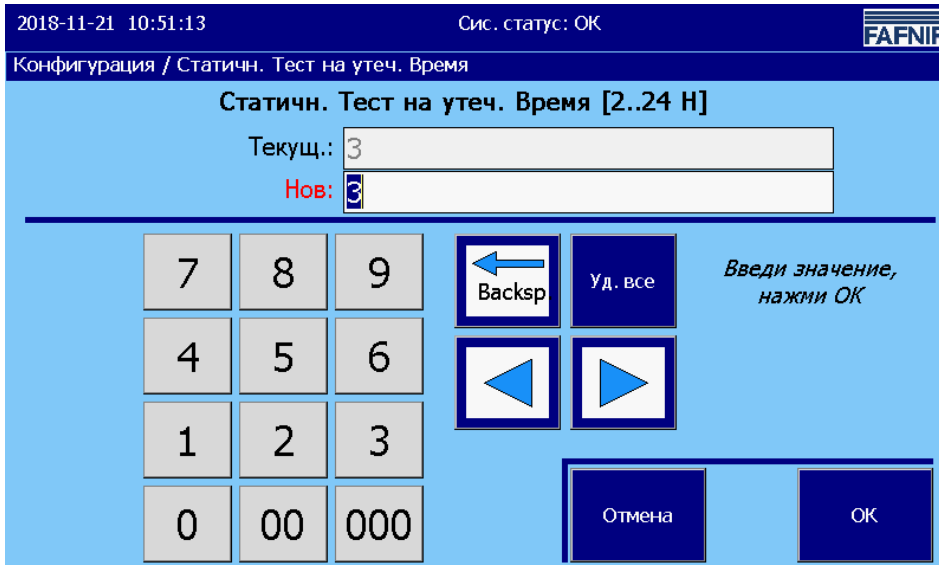 2018-11-21 10:51:13 Сис. статус: OK
FAFNIR
Конфигурация / Статичн. Тест на утеч. Время
Статичн. Тест на утеч. Время [2..24 H]
Текущ.: 3
Нов: 3
7 8 9 Backsp. Уд. все
Введи значение,
нажми ОК
4 5 6
1 2 3
0 00 000 Отмена ОК